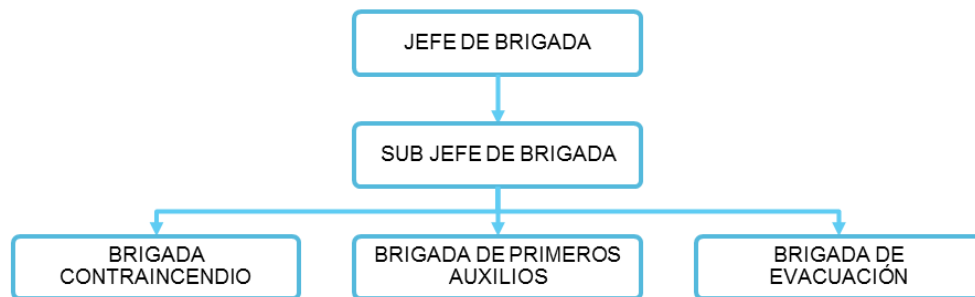 JEFE DE BRIGADA
SUB JEFE DE BRIGADA
BRIGADA
CONTRAINCENDIO
BRIGADA DE PRIMEROS
AUXILIOS
BRIGADA DE
EVACUACIÓN